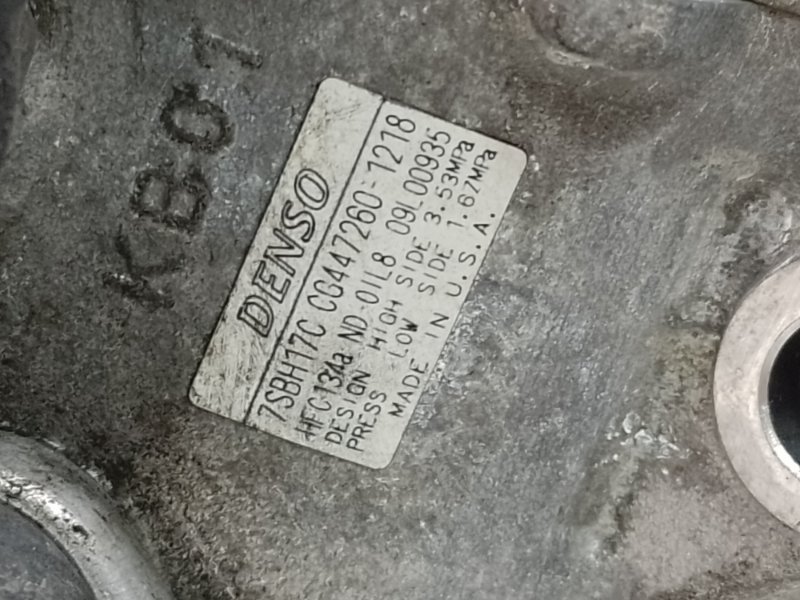 KB01
DENSO
7SBH17C CG447260-1218
HFC134a ND-OIL8 09L00935
DESIGN HIGH SIDE 3.53MPa
PRESS LOW SIDE 1.67MPa
MADE IN U.S.A.